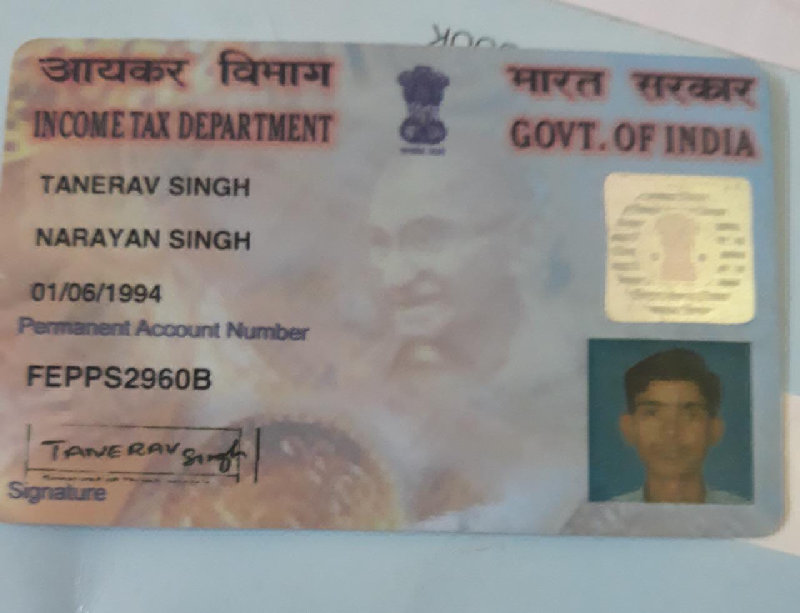 आयकर विभाग
INCOME TAX DEPARTMENT
भारत सरकार
GOVT. OF INDIA
TANERAV SINGH
NARAYAN SINGH
01/06/1994
Permanent Account Number
FEPPS2960B
TANERAV Singh
Signature